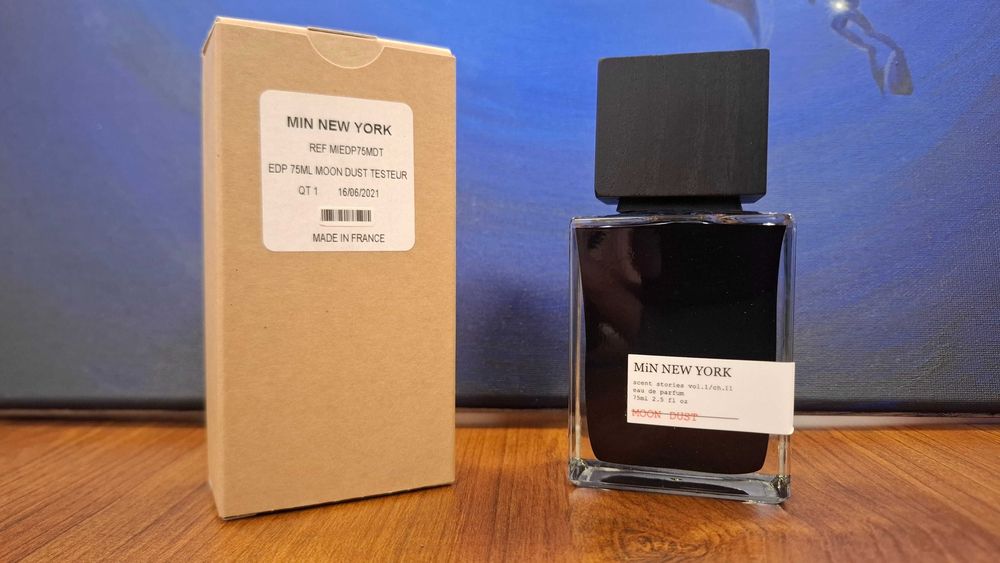 MIN NEW YORK
REF MIEDP75MDT
EDP 75ML MOON DUST TESTEUR
QT 1 16/06/2021
MADE IN FRANCE
MiN NEW YORK
scent stories vol.1/ch.11
eau de parfum
75ml 2.5 fl oz
MOON DUST